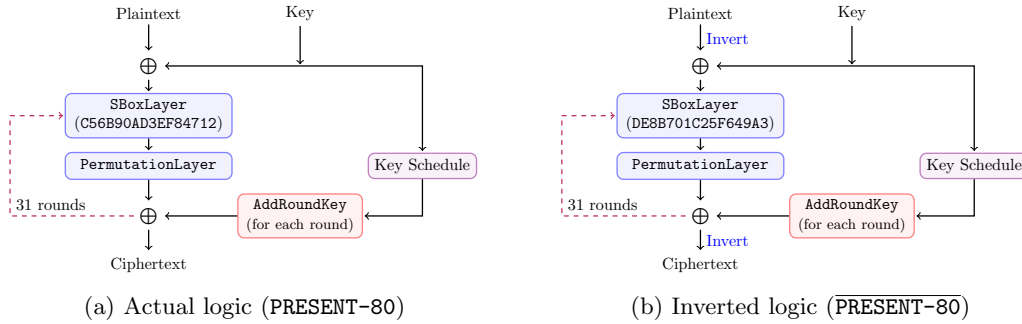 Plaintext
Key
SBoxLayer
(C56B90AD3EF84712)
PermutationLayer
Key Schedule
31 rounds
AddRoundKey
(for each round)
Ciphertext
(a) Actual logic (PRESENT-80)
Plaintext
Key
Invert
SBoxLayer
(DE8B701C25F649A3)
PermutationLayer
Key Schedule
31 rounds
AddRoundKey
(for each round)
Invert
Ciphertext
(b) Inverted logic (PRESENT-80)